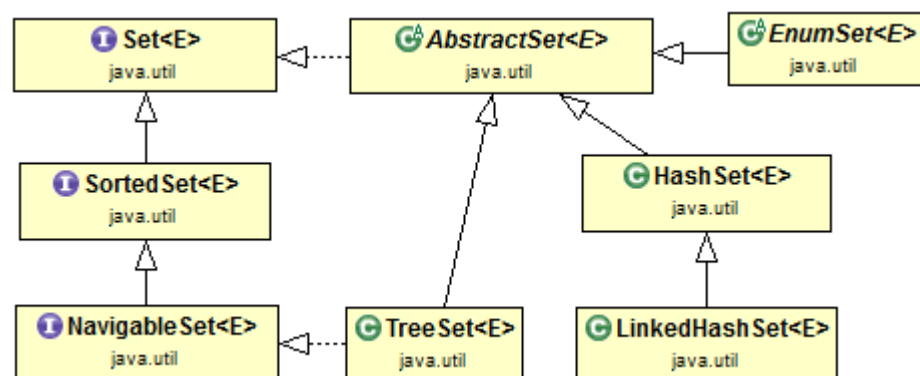 Set<E>
java.util
AbstractSet<E>
java.util
EnumSet<E>
java.util
SortedSet<E>
java.util
HashSet<E>
java.util
NavigableSet<E>
java.util
TreeSet<E>
java.util
LinkedHashSet<E>
java.util